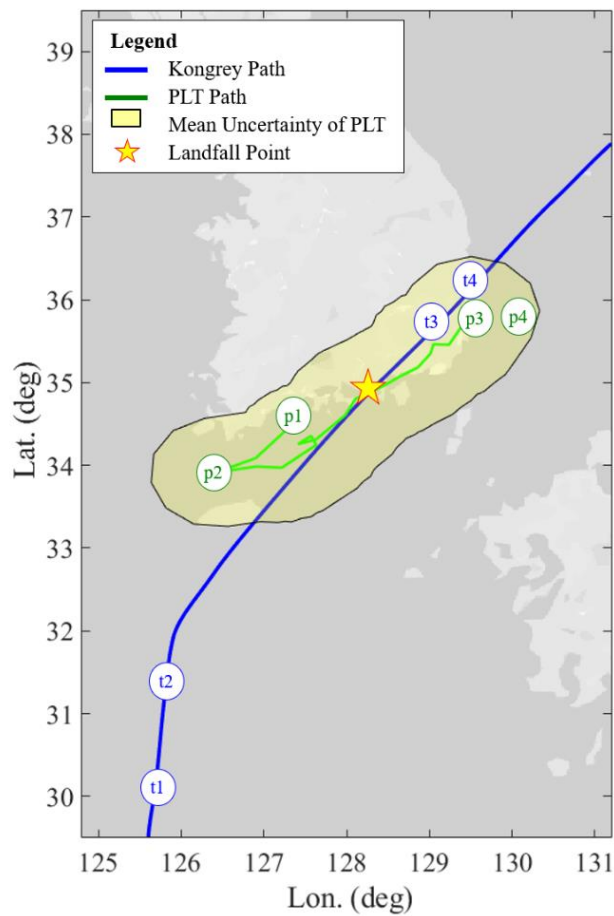 Legend
Kongrey Path
PLT Path
Mean Uncertainty of PLT
Landfall Point
39
38
37
36
35
34
33
32
31
30
Lat. (deg)
t4
t3
p3
p4
p1
p2
t2
t1
125 126 127 128 129 130 131
Lon. (deg)